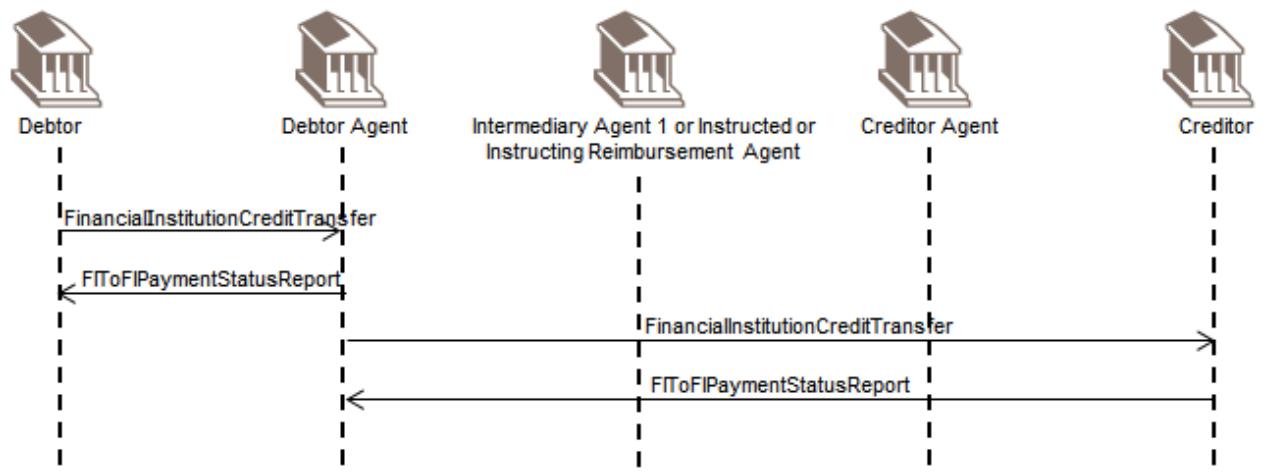 Debtor
Debtor Agent
Intermediary Agent 1 or Instructed or
Instructing Reimbursement Agent
Creditor Agent
Creditor
FinancialInstitutionCreditTransfer
FIToFIPaymentStatusReport
FinancialInstitutionCreditTransfer
FIToFIPaymentStatusReport